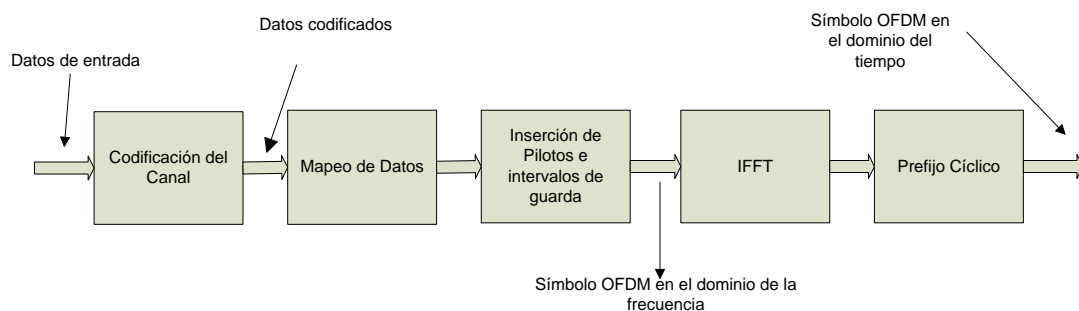 Datos de entrada
Datos codificados
Símbolo OFDM en
el dominio del
tiempo
Codificación del
Canal
Mapeo de Datos
Inserción de
Pilotos e
intervalos de
guarda
IFFT
Prefijo Cíclico
Símbolo OFDM en el dominio de la
frecuencia